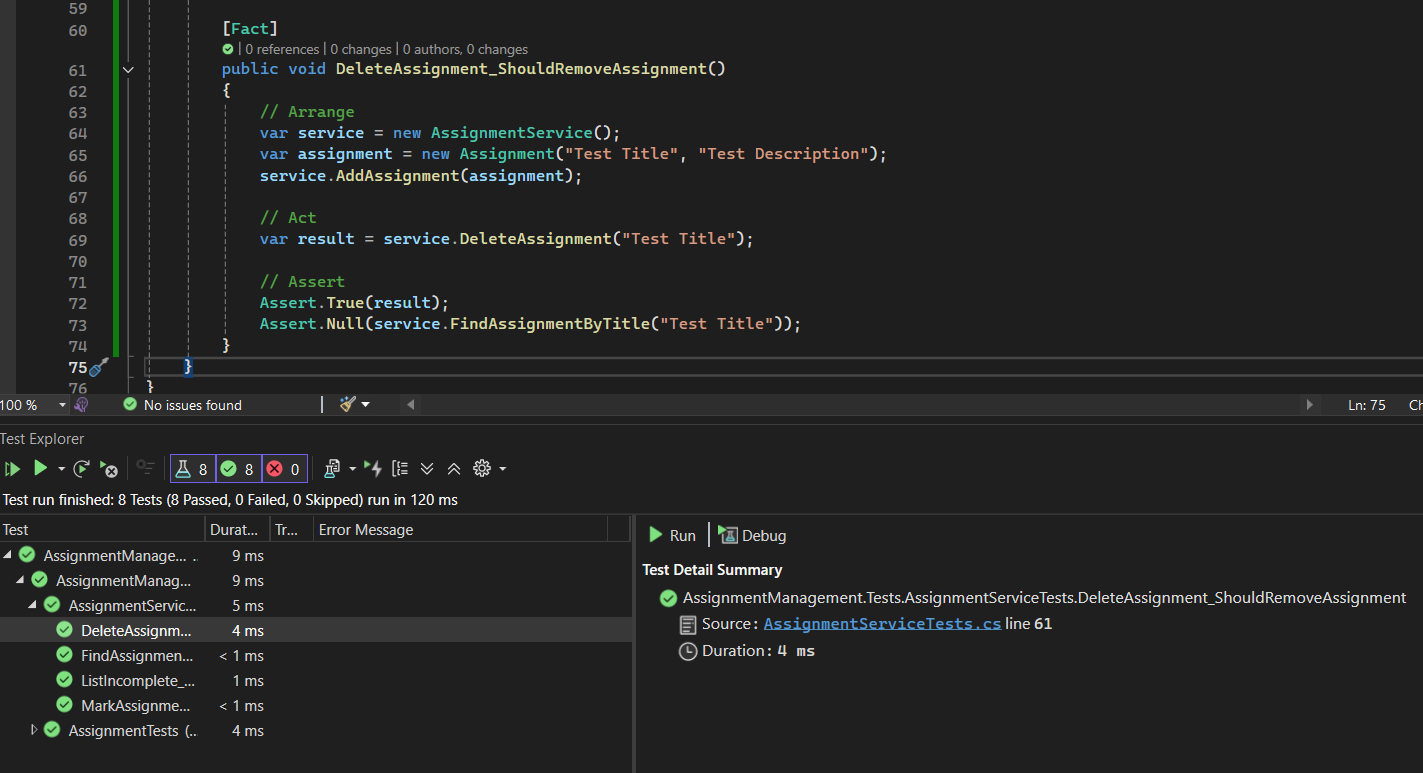 59
60 [Fact]
0 references | 0 changes | 0 authors, 0 changes
61 public void DeleteAssignment_ShouldRemoveAssignment()
62 {
63 // Arrange
64 var service = new AssignmentService();
65 var assignment = new Assignment("Test Title", "Test Description");
66 service.AddAssignment(assignment);
67
68 // Act
69 var result = service.DeleteAssignment("Test Title");
70
71 // Assert
72 Assert.True(result);
73 Assert.Null(service.FindAssignmentByTitle("Test Title"));
74 }
75 }
76 }
100 % No issues found Ln: 75 Ch
Test Explorer
8 8 0
Test run finished: 8 Tests (8 Passed, 0 Failed, 0 Skipped) run in 120 ms
Test Durat... Tr... Error Message
AssignmentManage... .. 9 ms
AssignmentManag... 9 ms
AssignmentServic... 5 ms
DeleteAssignm... 4 ms
FindAssignmen... < 1 ms
ListIncomplete_... 1 ms
MarkAssignme... < 1 ms
AssignmentTests (... 4 ms
Run Debug
Test Detail Summary
AssignmentManagement.Tests.AssignmentServiceTests.DeleteAssignment_ShouldRemoveAssignment
Source: AssignmentServiceTests.cs line 61
Duration: 4 ms